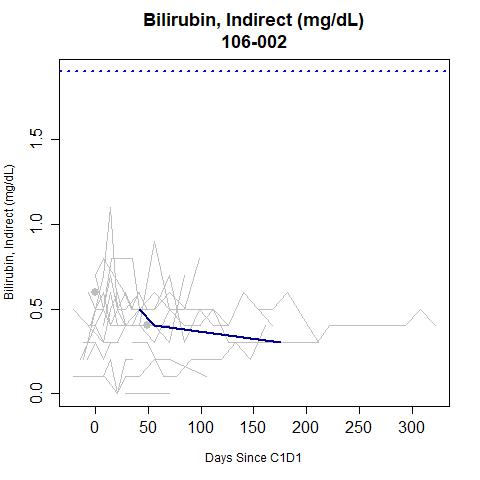 Bilirubin, Indirect (mg/dL)
106-002
Bilirubin, Indirect (mg/dL)
1.5
1.0
0.5
0.0
0 50 100 150 200 250 300
Days Since C1D1